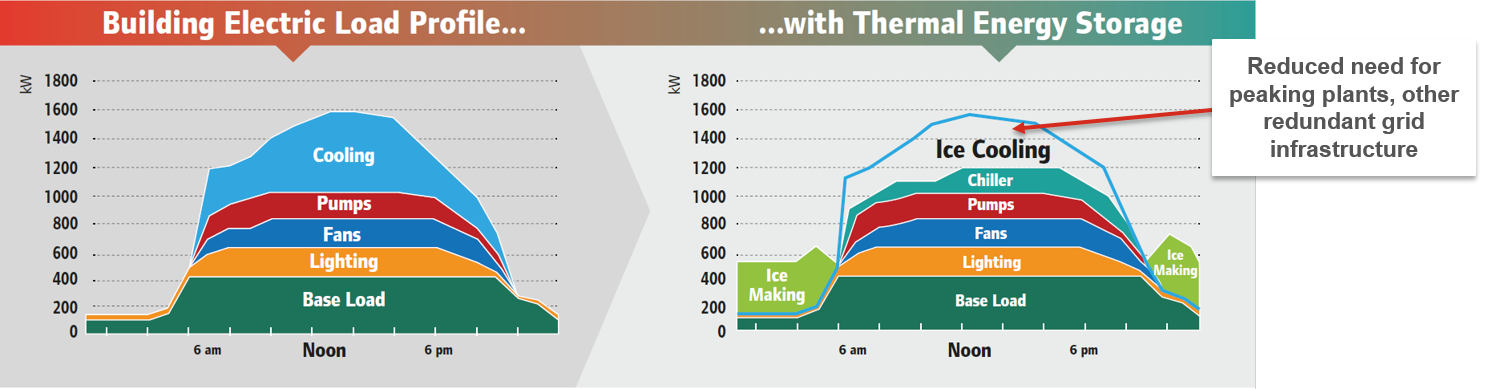 Building Electric Load Profile...
...with Thermal Energy Storage
kW
1800
1600
1400
1200
1000
800
600
400
200
0
Cooling
Pumps
Fans
Lighting
Base Load
6 am
Noon
6 pm
kW
1800
1600
1400
1200
1000
800
600
400
200
0
Ice Cooling
Chiller
Pumps
Fans
Lighting
Base Load
Ice
Making
Ice
Making
6 am
Noon
6 pm
Reduced need for
peaking plants, other
redundant grid
infrastructure